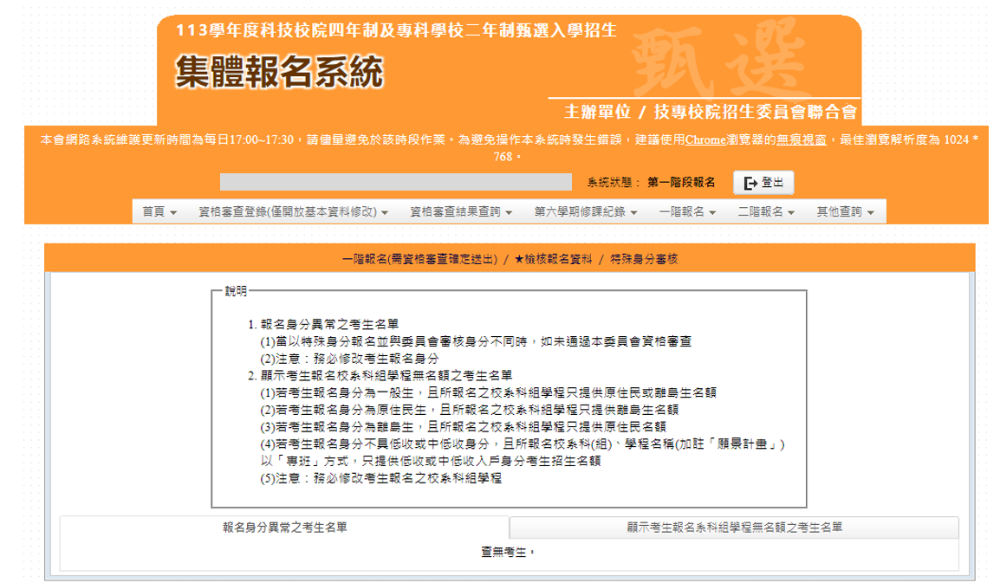 113學年度科技校院四年制及專科學校二年制甄選入學招生
甄選
集體報名系統
主辦單位 / 技專校院招生委員會聯合會
本會網路系統維護更新時間為每日17:00~17:30，請儘量避免於該時段作業。為避免操作本系統時發生錯誤，建議使用Chrome瀏覽器的無痕視窗，最佳瀏覽解析度為 1024 *
768。
系統狀態： 第一階段報名 登出
首頁 資格審查登錄(僅開放基本資料修改) 資格審查結果查詢 第六學期修課紀錄 一階報名 二階報名 其他查詢
一階報名(需資格審查確定送出) / ★檢核報名資料 / 特殊身分審核
說明
1. 報名身分異常之考生名單
(1)當以特殊身分報名並與委員會審核身分不同時，如未通過本委員會資格審查
(2)注意：務必修改考生報名身分
2. 顯示考生報名校系科組學程無名額之考生名單
(1)若考生報名身分為一般生，且所報名之校系科組學程只提供原住民或離島生名額
(2)若考生報名身分為原住民生，且所報名之校系科組學程只提供離島生名額
(3)若考生報名身分為離島生，且所報名之校系科組學程只提供原住民名額
(4)若考生報名身分不具低收或中低收身分，且所報名校系科(組)、學程名稱(加註「願景計畫」)
以「專班」方式，只提供低收或中低收入戶身分考生招生名額
(5)注意：務必修改考生報名之校系科組學程
報名身分異常之考生名單 顯示考生報名系科組學程無名額之考生名單
查無考生。